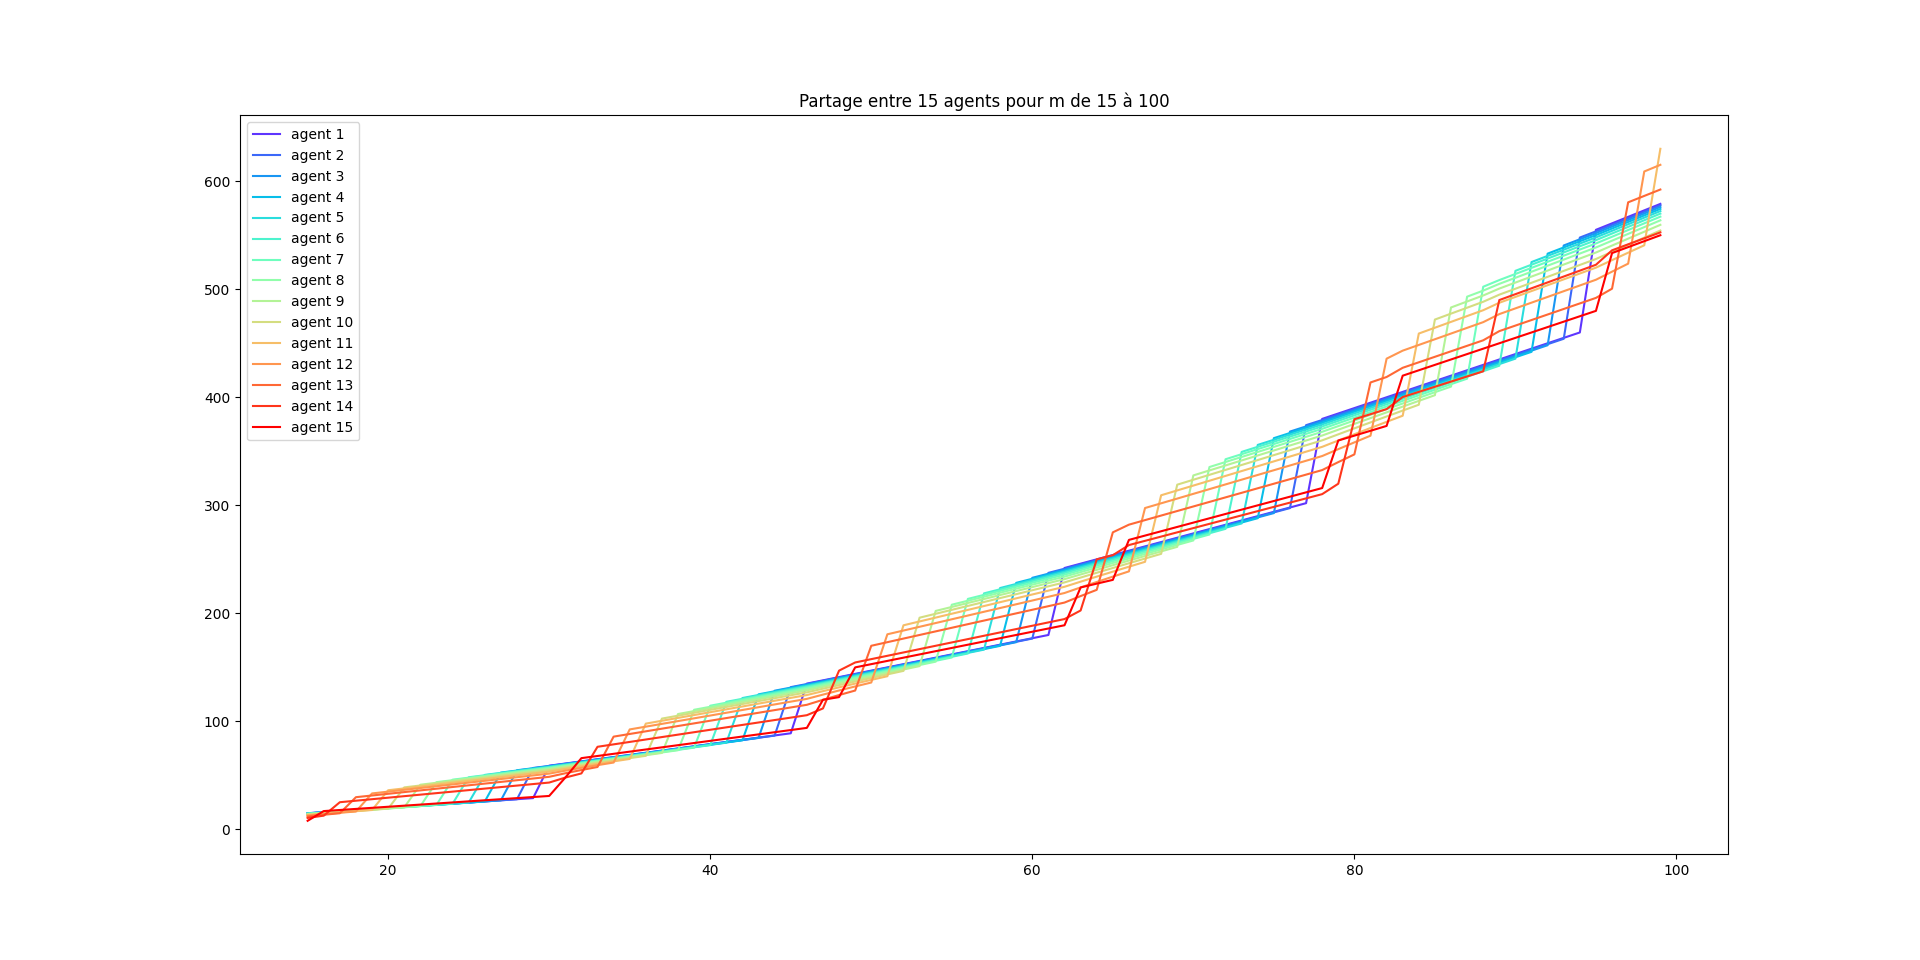 Partage entre 15 agents pour m de 15 à 100
agent 1
agent 2
agent 3
agent 4
agent 5
agent 6
agent 7
agent 8
agent 9
agent 10
agent 11
agent 12
agent 13
agent 14
agent 15
600
500
400
300
200
100
0
20 40 60 80 100